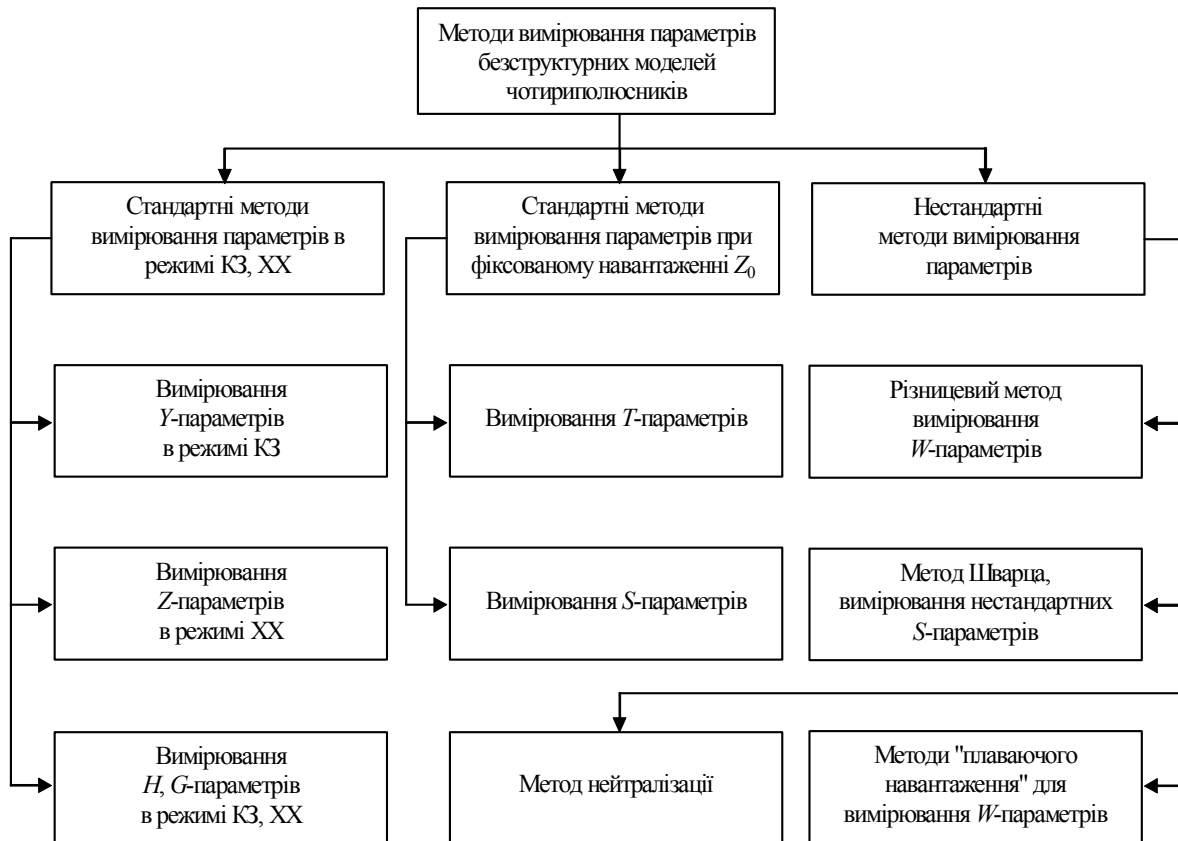 Методи вимірювання параметрів
безструктурних моделей
чотириполюсників
Стандартні методи
вимірювання параметрів в
режимі КЗ, ХХ
Стандартні методи
вимірювання параметрів при
фіксованому навантаженні Z₀
Нестандартні
методи вимірювання
параметрів
Вимірювання
Y-параметрів
в режимі КЗ
Вимірювання T-параметрів
Різницевий метод
вимірювання
W-параметрів
Вимірювання
Z-параметрів
в режимі ХХ
Вимірювання S-параметрів
Метод Шварца,
вимірювання нестандартних
S-параметрів
Вимірювання
H, G-параметрів
в режимі КЗ, ХХ
Метод нейтралізації
Методи "плаваючого
навантаження" для
вимірювання W-параметрів